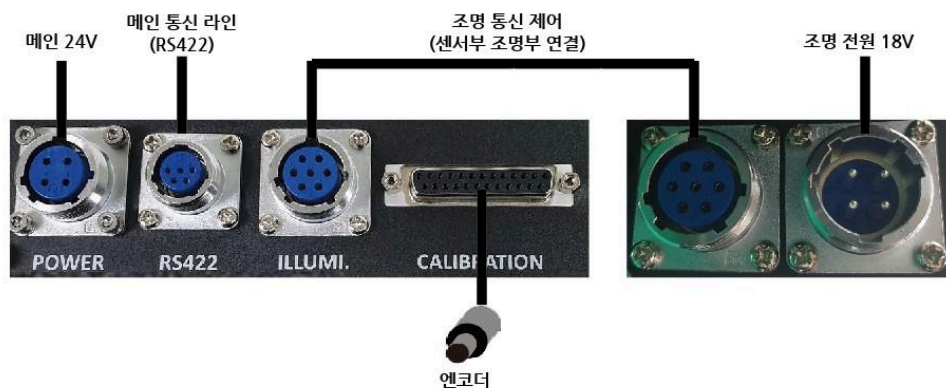 메인 24V
메인 통신 라인
(RS422)
조명 통신 제어
(센서부 조명부 연결)
조명 전원 18V
POWER
RS422
ILLUMI.
CALIBRATION
엔코더